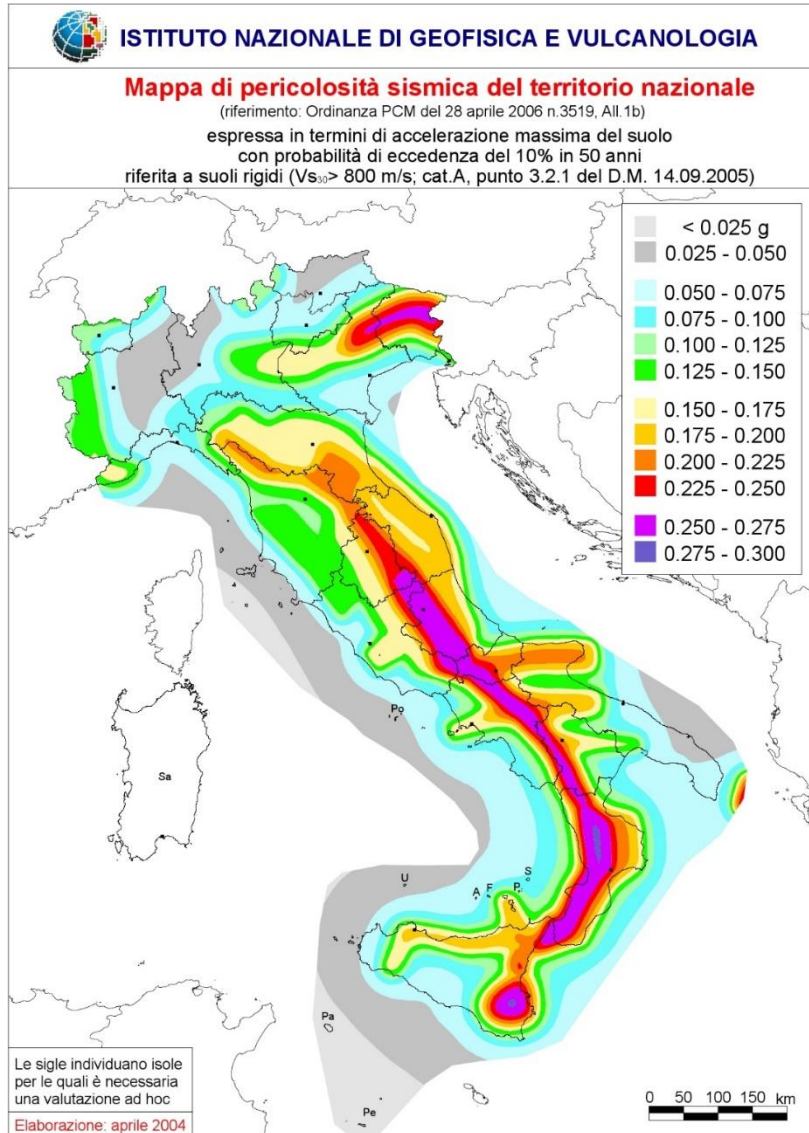 ISTITUTO NAZIONALE DI GEOFISICA E VULCANOLOGIA
Mappa di pericolosità sismica del territorio nazionale
(riferimento: Ordinanza PCM del 28 aprile 2006 n.3519, All.1b)
espressa in termini di accelerazione massima del suolo
con probabilità di eccedenza del 10% in 50 anni
riferita a suoli rigidi (Vs30> 800 m/s; cat.A, punto 3.2.1 del D.M. 14.09.2005)
< 0.025 g
0.025 - 0.050
0.050 - 0.075
0.075 - 0.100
0.100 - 0.125
0.125 - 0.150
0.150 - 0.175
0.175 - 0.200
0.200 - 0.225
0.225 - 0.250
0.250 - 0.275
0.275 - 0.300
Po
Sa
U
A
F
P
S
Pa
Pe
Le sigle individuano isole
per le quali è necessaria
una valutazione ad hoc
Elaborazione: aprile 2004
0 50 100 150 km